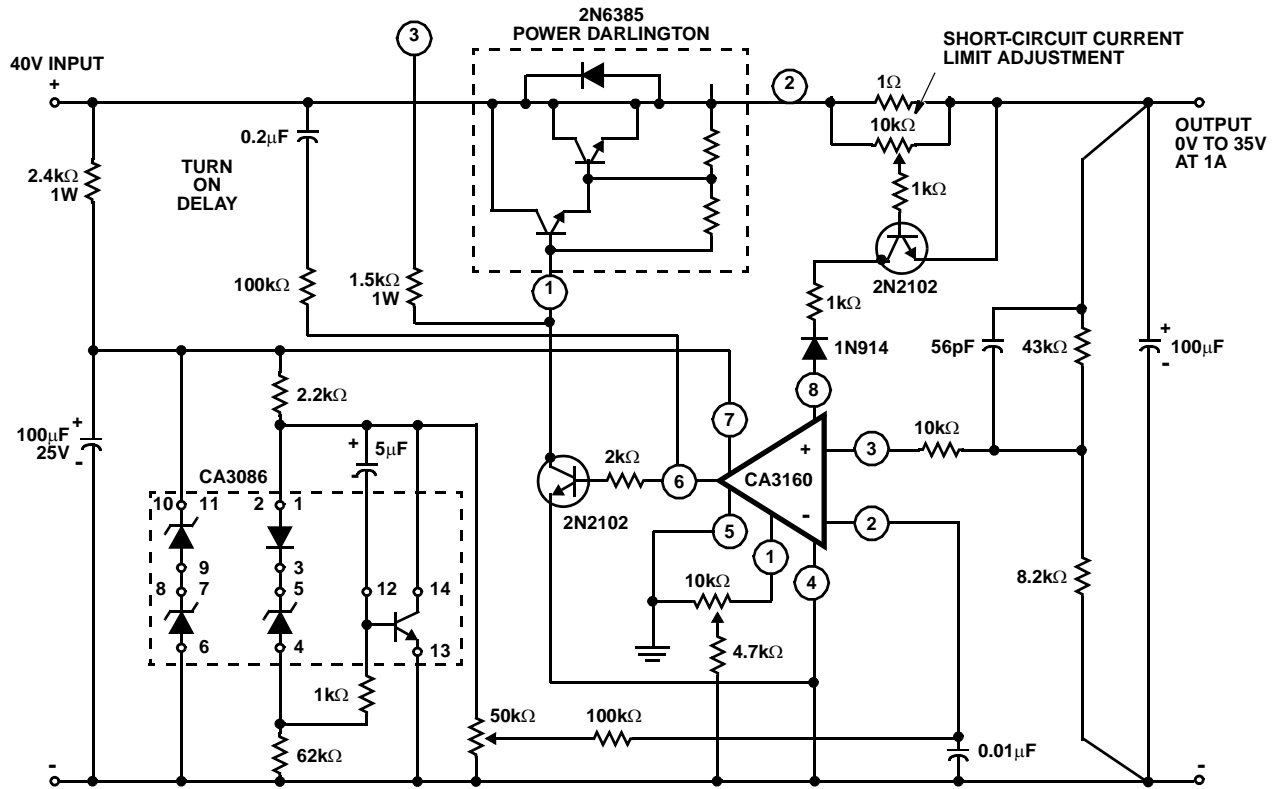 2N6385
POWER DARLINGTON
3
SHORT-CIRCUIT CURRENT
LIMIT ADJUSTMENT
40V INPUT
+
2
1Ω
10kΩ
OUTPUT
0V TO 35V
AT 1A
0.2μF
TURN
ON
DELAY
2.4kΩ
1W
1kΩ
2N2102
100kΩ
1.5kΩ
1W
1
1kΩ
1N914
56pF
43kΩ
+
100μF
-
8
2.2kΩ
7
100μF
25V
+
-
+
5μF
10kΩ
+
3
CA3160
CA3086
2kΩ
6
2N2102
-
2
5
1
4
10 11
2 1
9
3
8 7
5
12
14
6
4
13
10kΩ
8.2kΩ
4.7kΩ
1kΩ
50kΩ
100kΩ
62kΩ
0.01μF
-
-